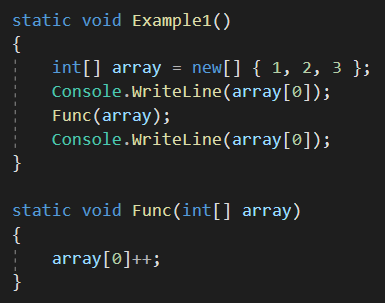 static void Example1()
{
    int[] array = new[] { 1, 2, 3 };
    Console.WriteLine(array[0]);
    Func(array);
    Console.WriteLine(array[0]);
}

static void Func(int[] array)
{
    array[0]++;
}